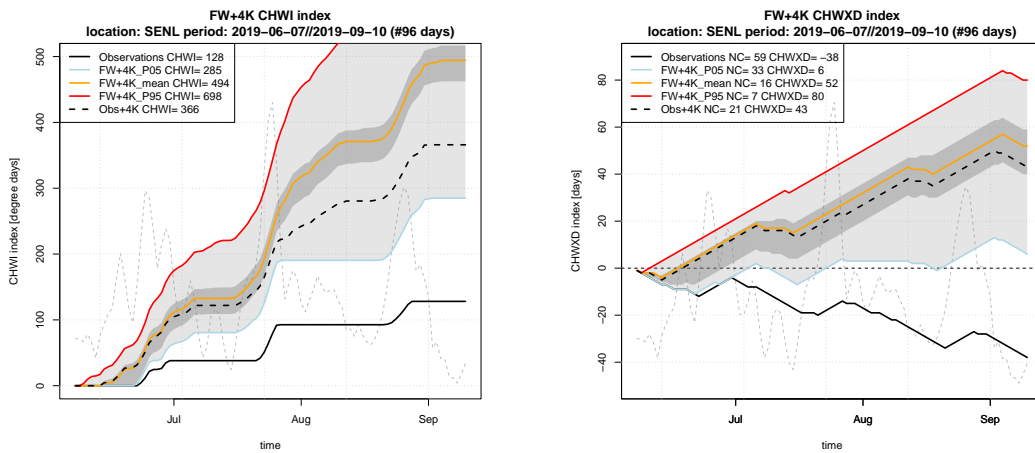 FW+4K CHWI index
location: SENL period: 2019−06−07//2019−09−10 (#96 days)
Observations CHWI= 128
FW+4K_P05 CHWI= 285
FW+4K_mean CHWI= 494
FW+4K_P95 CHWI= 698
Obs+4K CHWI= 366
500
400
300
200
100
0
CHWI index [degree days]
Jul
Aug
Sep
time
FW+4K CHWXD index
location: SENL period: 2019−06−07//2019−09−10 (#96 days)
Observations NC= 59 CHWXD= −38
FW+4K_P05 NC= 33 CHWXD= 6
FW+4K_mean NC= 16 CHWXD= 52
FW+4K_P95 NC= 7 CHWXD= 80
Obs+4K NC= 21 CHWXD= 43
80
60
40
20
0
−20
−40
CHWXD index [days]
Jul
Aug
Sep
time